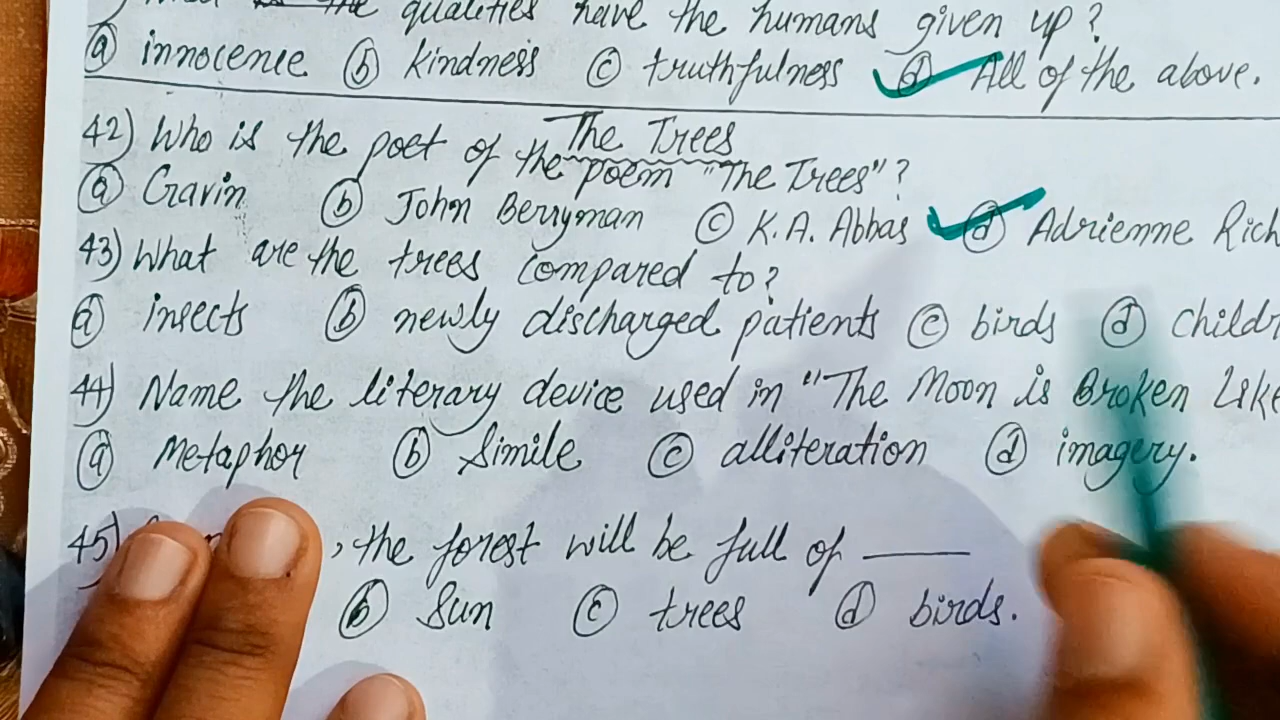 the qualities have the humans given up?
ⓐ innocence ⓑ kindness ⓒ truthfulness ⓓ All of the above.
The Trees
42) Who is the poet of the poem "The Trees"?
ⓐ Gavin ⓑ John Berryman ⓒ K.A. Abbas ⓓ Adrienne Rich
43) What are the trees compared to?
ⓐ insects ⓑ newly discharged patients ⓒ birds ⓓ Childr
44) Name the literary device used in "The Moon is Broken Like
ⓐ Metaphor ⓑ Simile ⓒ alliteration ⓓ imagery.
45) , the forest will be full of ____
ⓑ Sun ⓒ trees ⓓ birds.